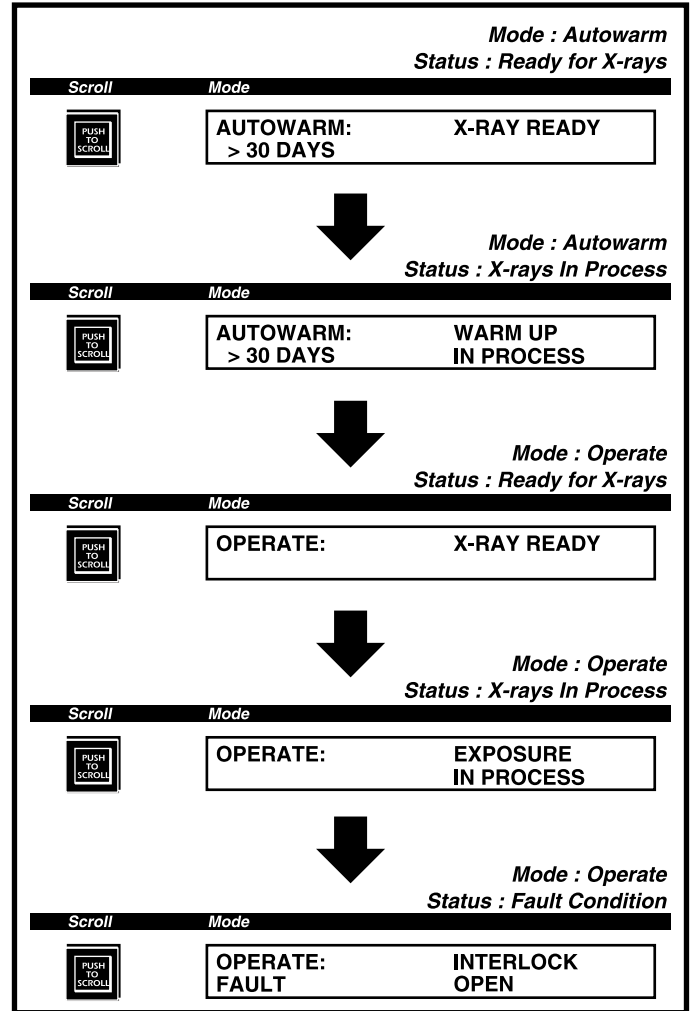 Mode : Autowarm
Status : Ready for X-rays
Scroll Mode
PUSH
TO
SCROLL
AUTOWARM: X-RAY READY
> 30 DAYS
Mode : Autowarm
Status : X-rays In Process
Scroll Mode
PUSH
TO
SCROLL
AUTOWARM: WARM UP
> 30 DAYS IN PROCESS
Mode : Operate
Status : Ready for X-rays
Scroll Mode
PUSH
TO
SCROLL
OPERATE: X-RAY READY
Mode : Operate
Status : X-rays In Process
Scroll Mode
PUSH
TO
SCROLL
OPERATE: EXPOSURE
IN PROCESS
Mode : Operate
Status : Fault Condition
Scroll Mode
PUSH
TO
SCROLL
OPERATE: INTERLOCK
FAULT OPEN